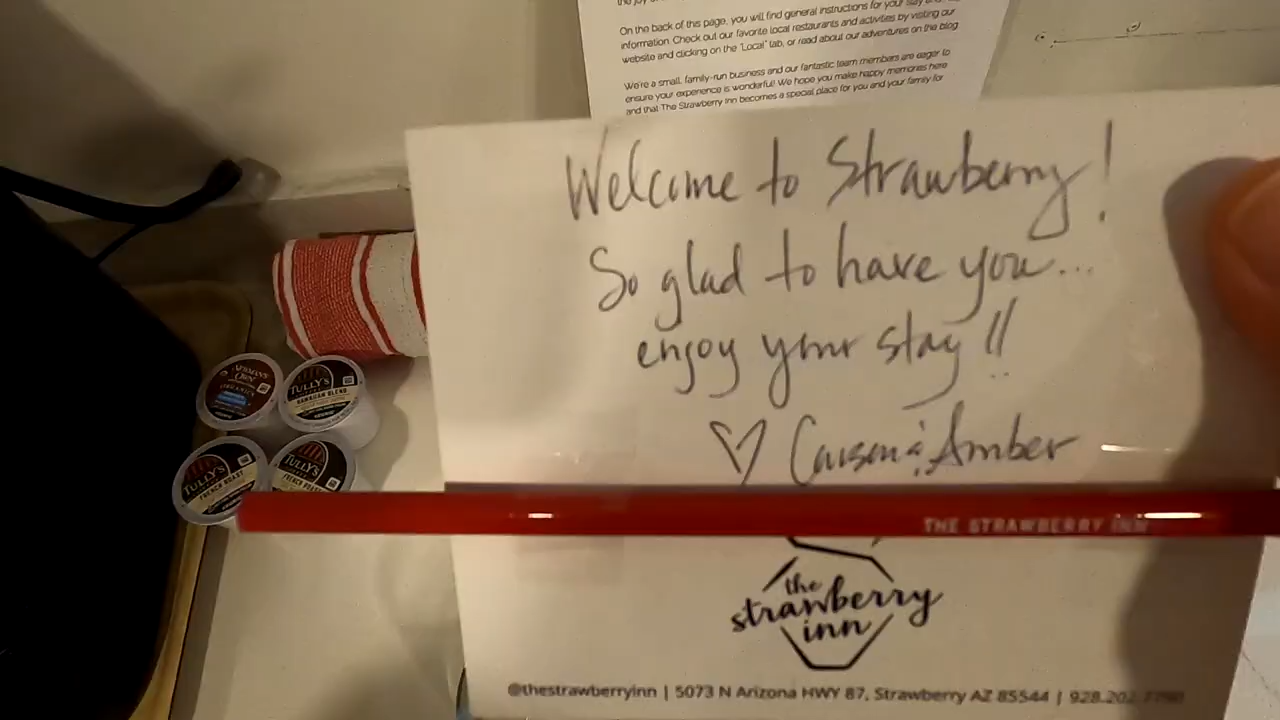 On the back of this page, you will find general instructions for your stay and
information. Check out our favorite local restaurants and activities by visiting our
website and clicking on the "Local" tab, or read about our adventures on the blog
We're a small, family-run business and our fantastic team members are eager to
ensure your experience is wonderful! We hope you make happy memories here
and that The Strawberry Inn becomes a special place for you and your family for
Welcome to Strawberry!
So glad to have you...
enjoy your stay!!
♡ Carson & Amber
THE STRAWBERRY INN
the
strawberry
inn
@thestrawberryinn | 5073 N Arizona HWY 87, Strawberry AZ 85544 | 928.202.7790
NEWMAN'S
OWN
ORGANICS
TULLY'S
HAWAIIAN BLEND
TULLY'S
FRENCH ROAST
TULLY'S
FRENCH ROAST